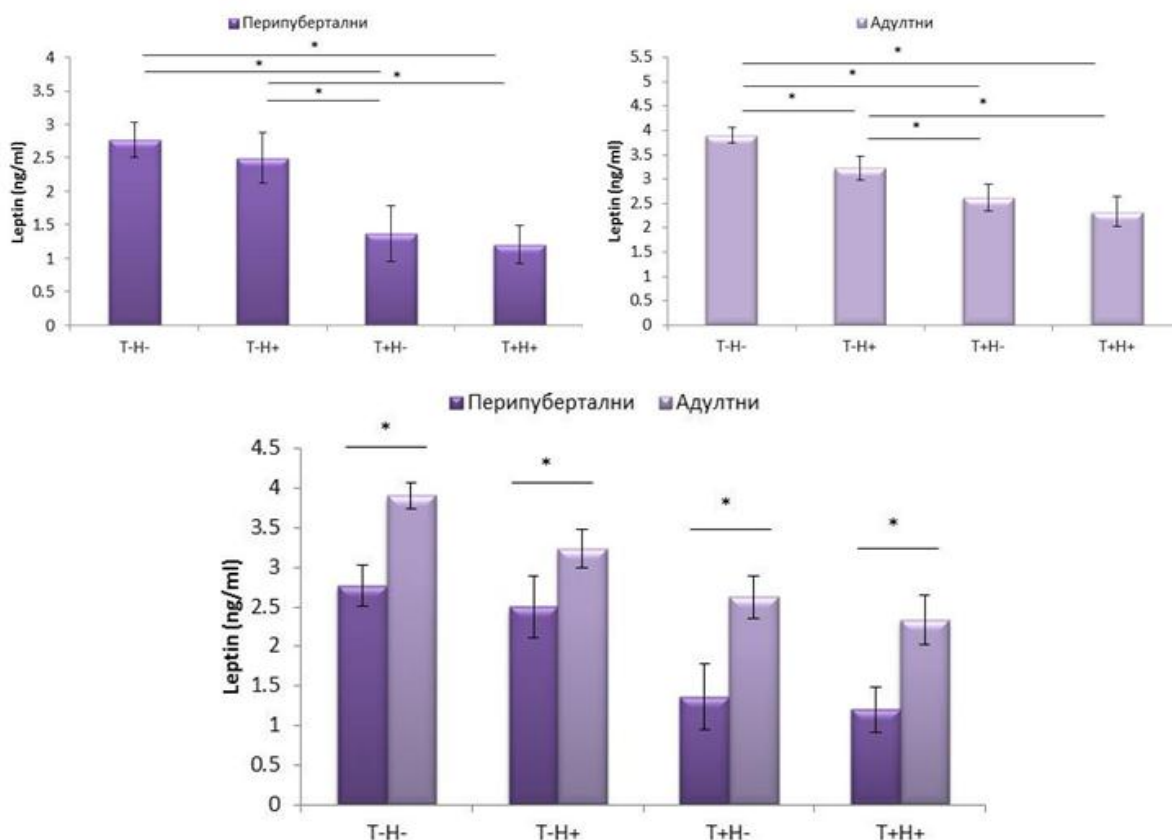 Перипубертални
*
*
*
*
4
3.5
3
2.5
2
1.5
1
0.5
0
Leptin (ng/ml)
T-H-
T-H+
T+H-
T+H+
Адултни
*
*
*
*
*
5.5
5
4.5
4
3.5
3
2.5
2
1.5
1
0.5
0
Leptin (ng/ml)
T-H-
T-H+
T+H-
T+H+
Перипубертални Адултни
*
*
*
*
4.5
4
3.5
3
2.5
2
1.5
1
0.5
0
Leptin (ng/ml)
T-H-
T-H+
T+H-
T+H+